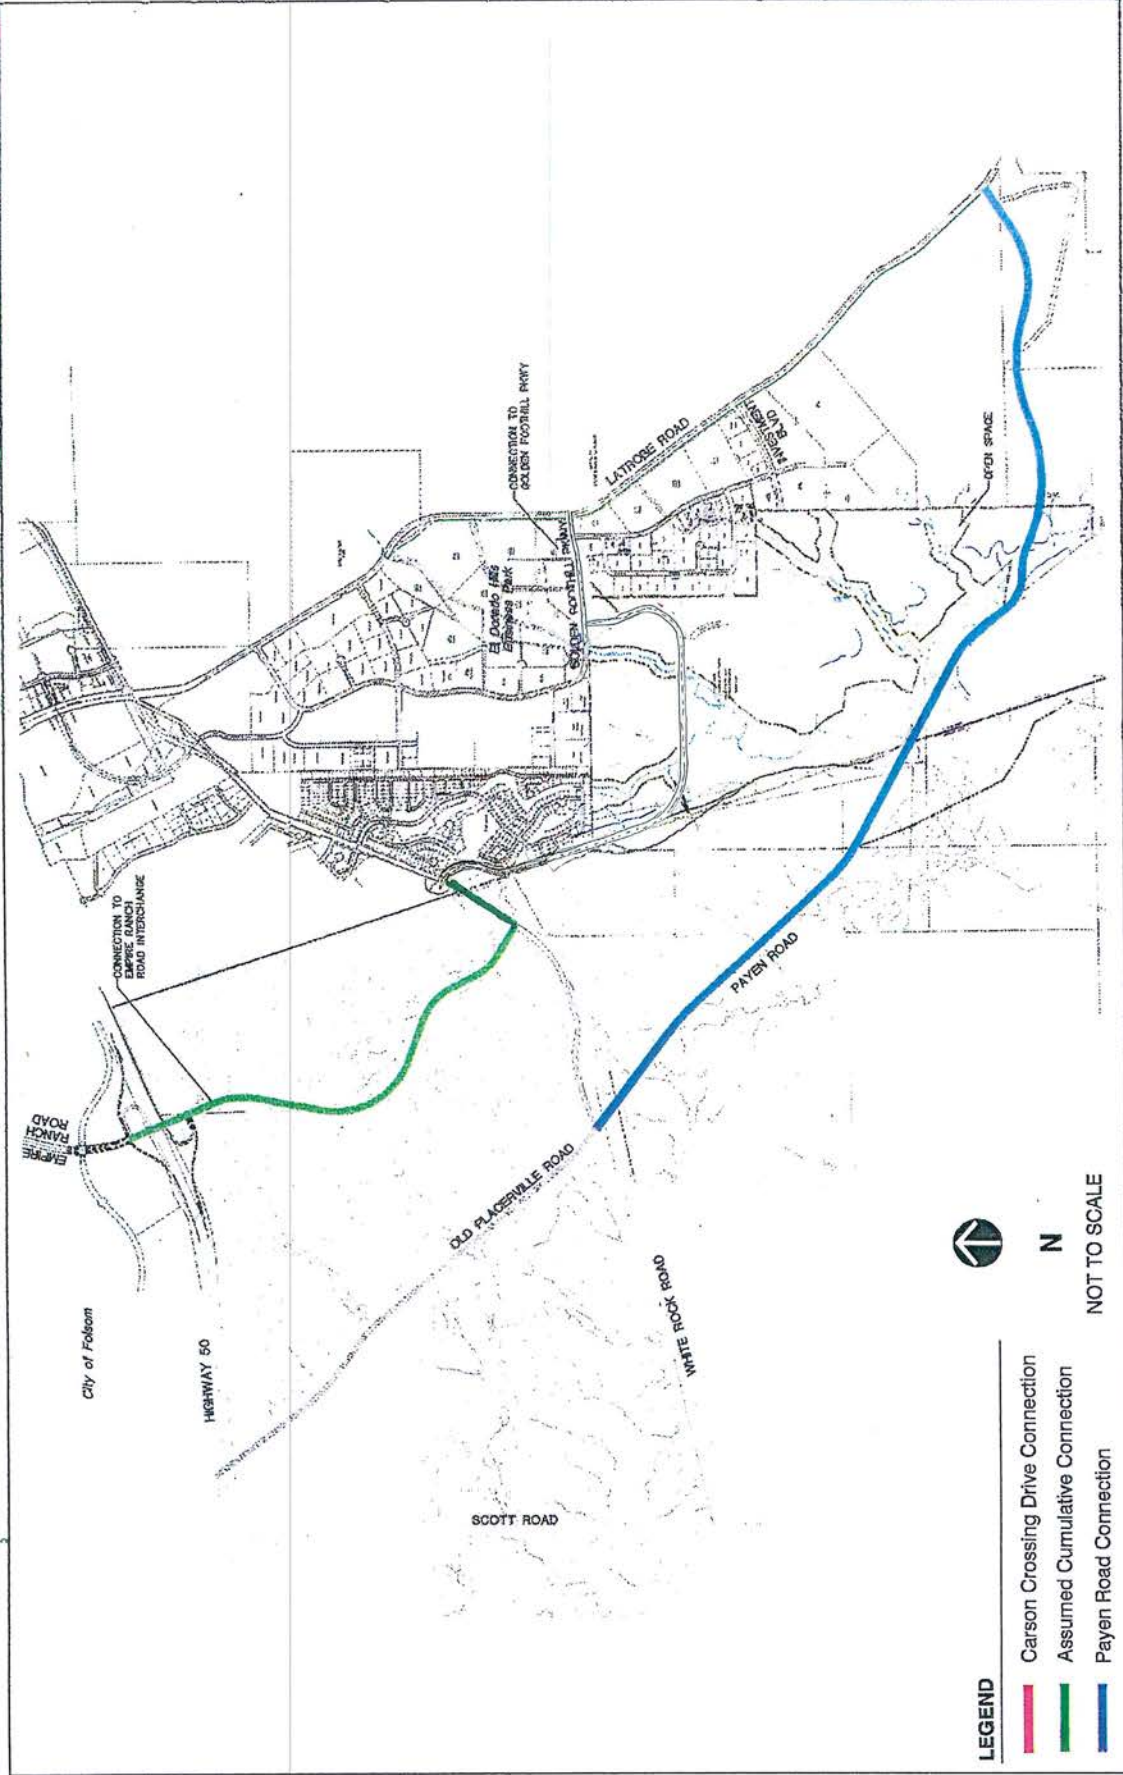 City of Folsom
HIGHWAY 50
EMPIRE
RANCH
ROAD
CONNECTION TO
EMPIRE RANCH
ROAD INTERCHANGE
OLD PLACERVILLE ROAD
SCOTT ROAD
WHITE ROCK ROAD
PAYEN ROAD
El Dorado Hills
Business Park
CONNECTION TO
GOLDEN FOOTHILL PKWY
GOLDEN FOOTHILL PKWY
LATROBE ROAD
INVESTMENT
BLVD
OPEN SPACE
LEGEND
Carson Crossing Drive Connection
Assumed Cumulative Connection
Payen Road Connection
N
NOT TO SCALE